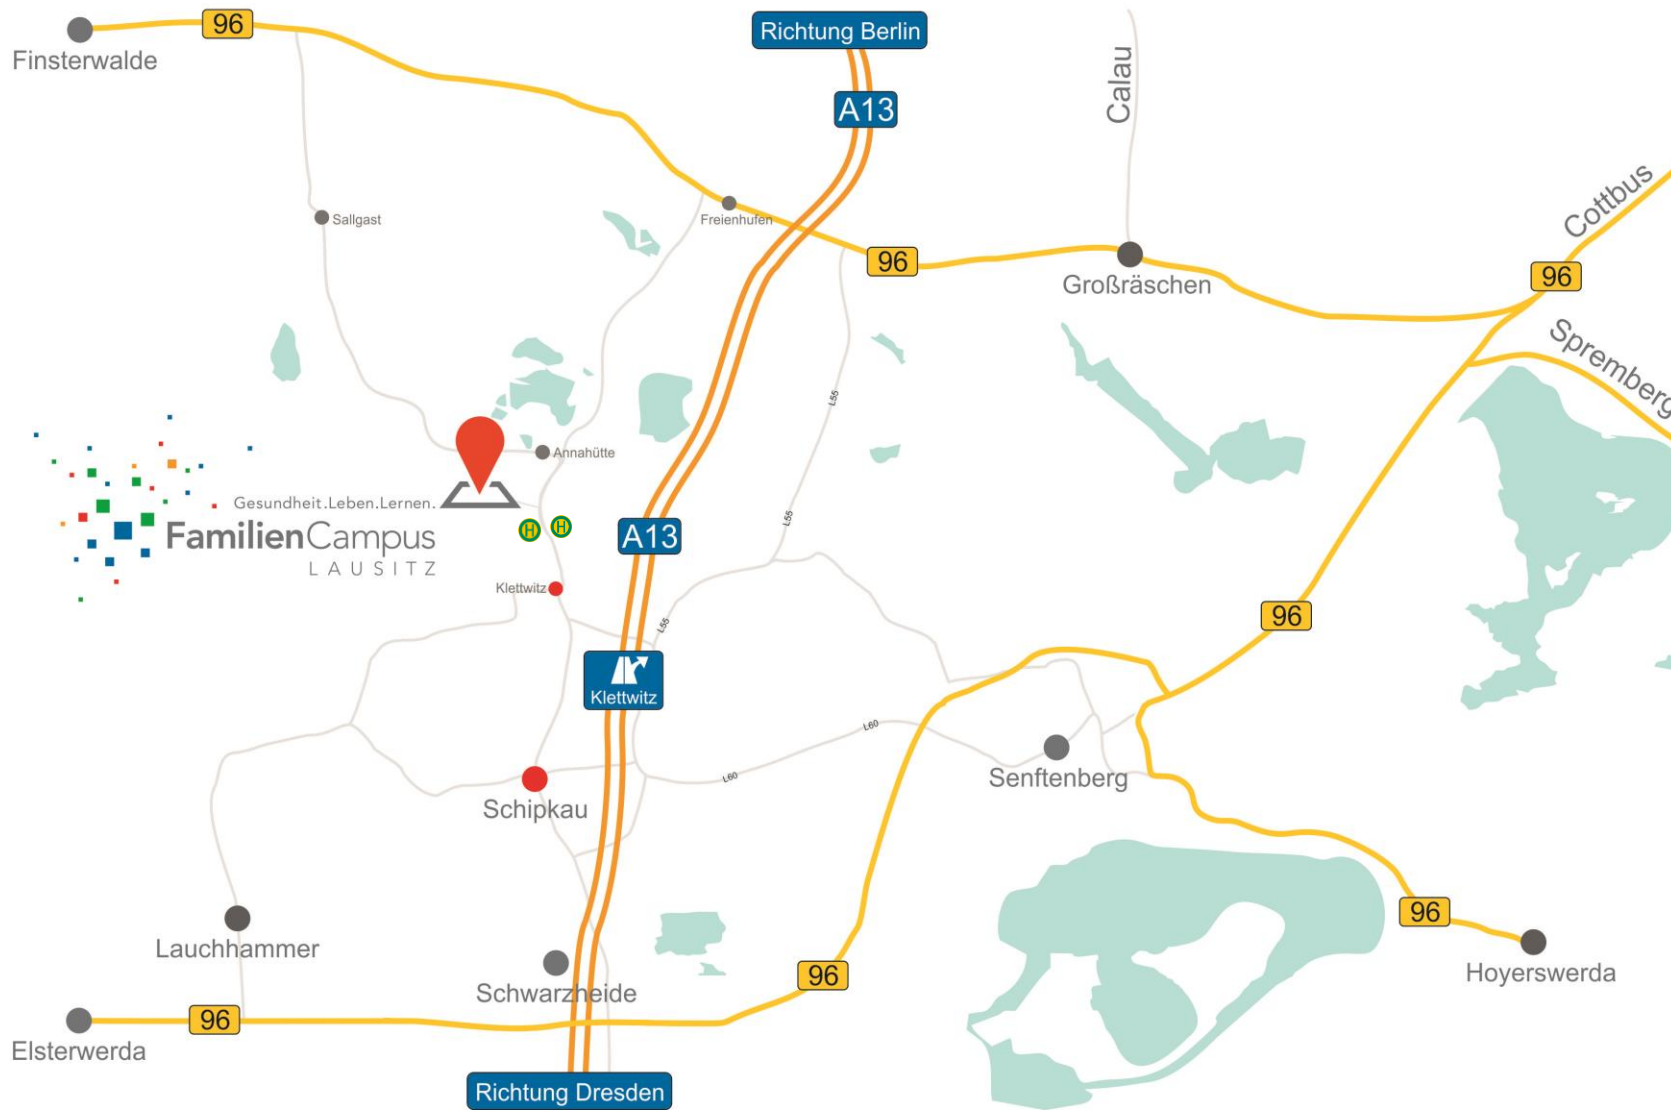 96
Richtung Berlin
Finsterwalde
Calau
A13
Cottbus
Sallgast
Freienhufen
96
96
Großräschen
Spremberg
L55
Annahütte
Gesundheit.Leben.Lernen.
FamilienCampus
LAUSITZ
H
H
L55
A13
Klettwitz
96
L55
Klettwitz
L60
L60
Senftenberg
Schipkau
96
Lauchhammer
Hoyerswerda
96
Schwarzheide
96
Elsterwerda
Richtung Dresden